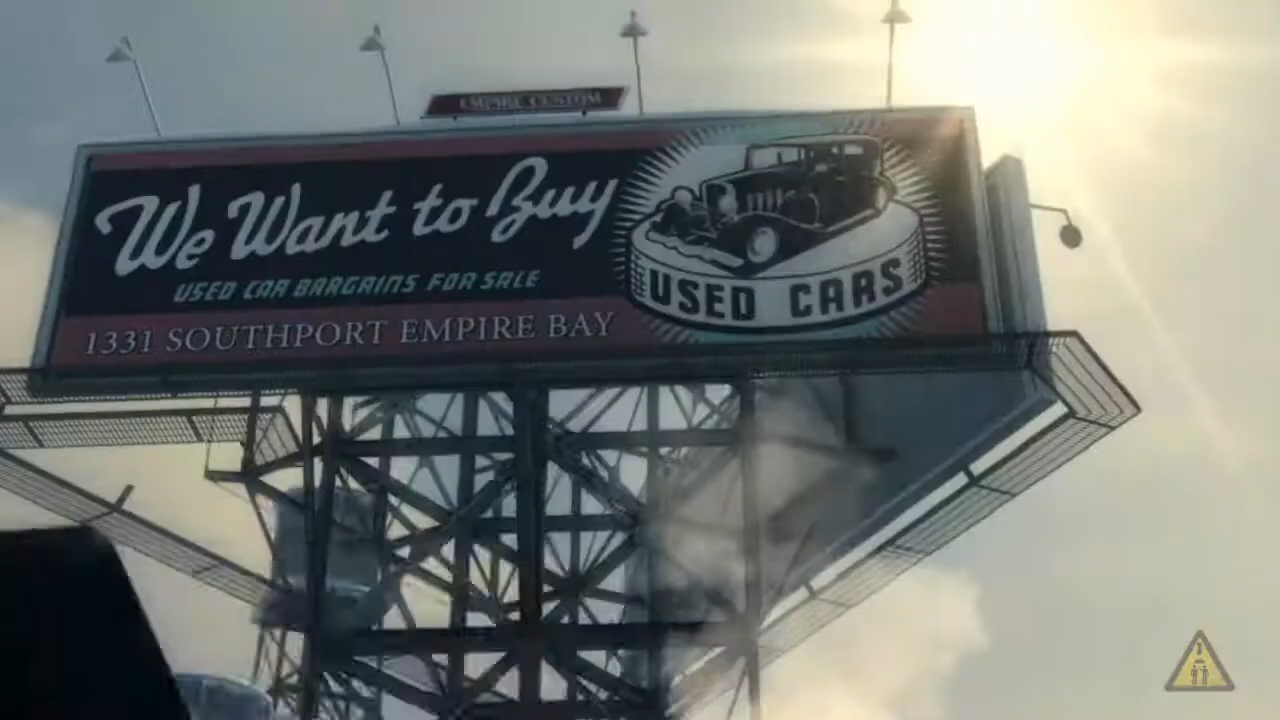 EMPIRE CUSTOM
We Want to Buy
USED CAR BARGAINS FOR SALE
1331 SOUTHPORT EMPIRE BAY
USED CARS